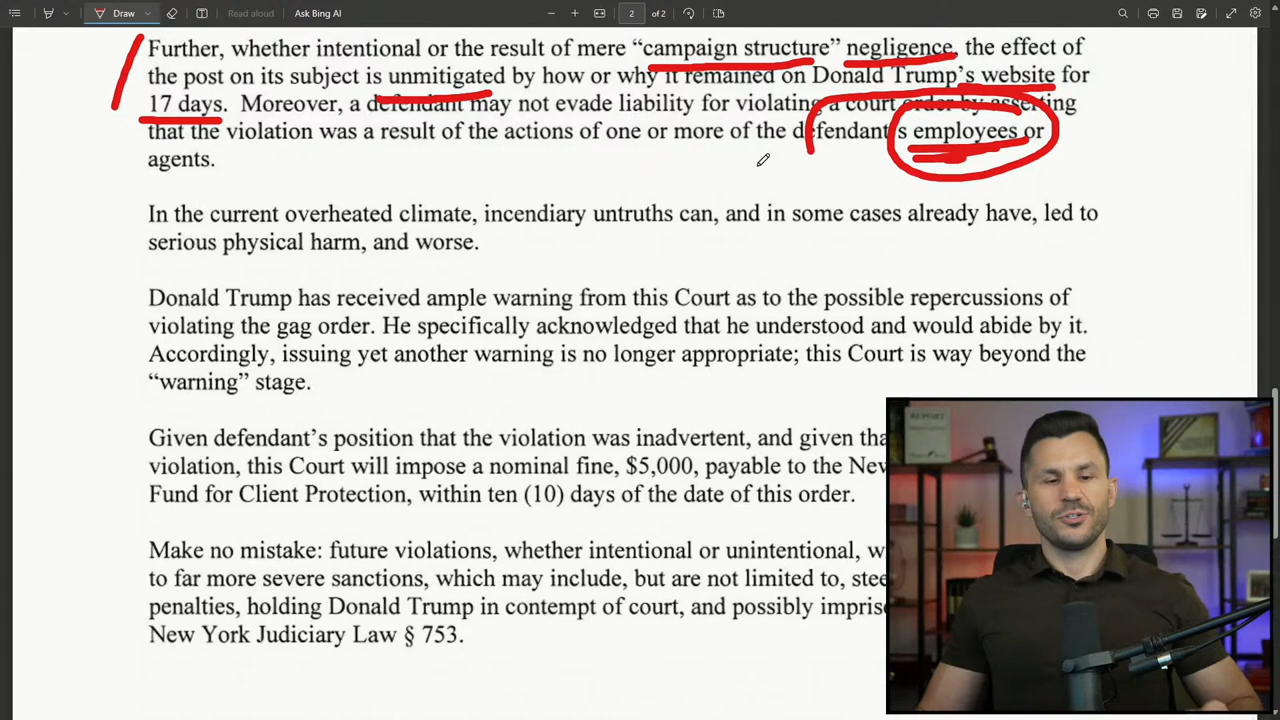 Draw
Read aloud
Ask Bing AI
2 of 2
Further, whether intentional or the result of mere “campaign structure” negligence, the effect of
the post on its subject is unmitigated by how or why it remained on Donald Trump’s website for
17 days. Moreover, a defendant may not evade liability for violating a court order by asserting
that the violation was a result of the actions of one or more of the defendant’s employees or
agents.
In the current overheated climate, incendiary untruths can, and in some cases already have, led to
serious physical harm, and worse.
Donald Trump has received ample warning from this Court as to the possible repercussions of
violating the gag order. He specifically acknowledged that he understood and would abide by it.
Accordingly, issuing yet another warning is no longer appropriate; this Court is way beyond the
“warning” stage.
Given defendant’s position that the violation was inadvertent, and given tha
violation, this Court will impose a nominal fine, $5,000, payable to the New
Fund for Client Protection, within ten (10) days of the date of this order.
Make no mistake: future violations, whether intentional or unintentional, w
to far more severe sanctions, which may include, but are not limited to, stee
penalties, holding Donald Trump in contempt of court, and possibly impris
New York Judiciary Law § 753.
REPORT